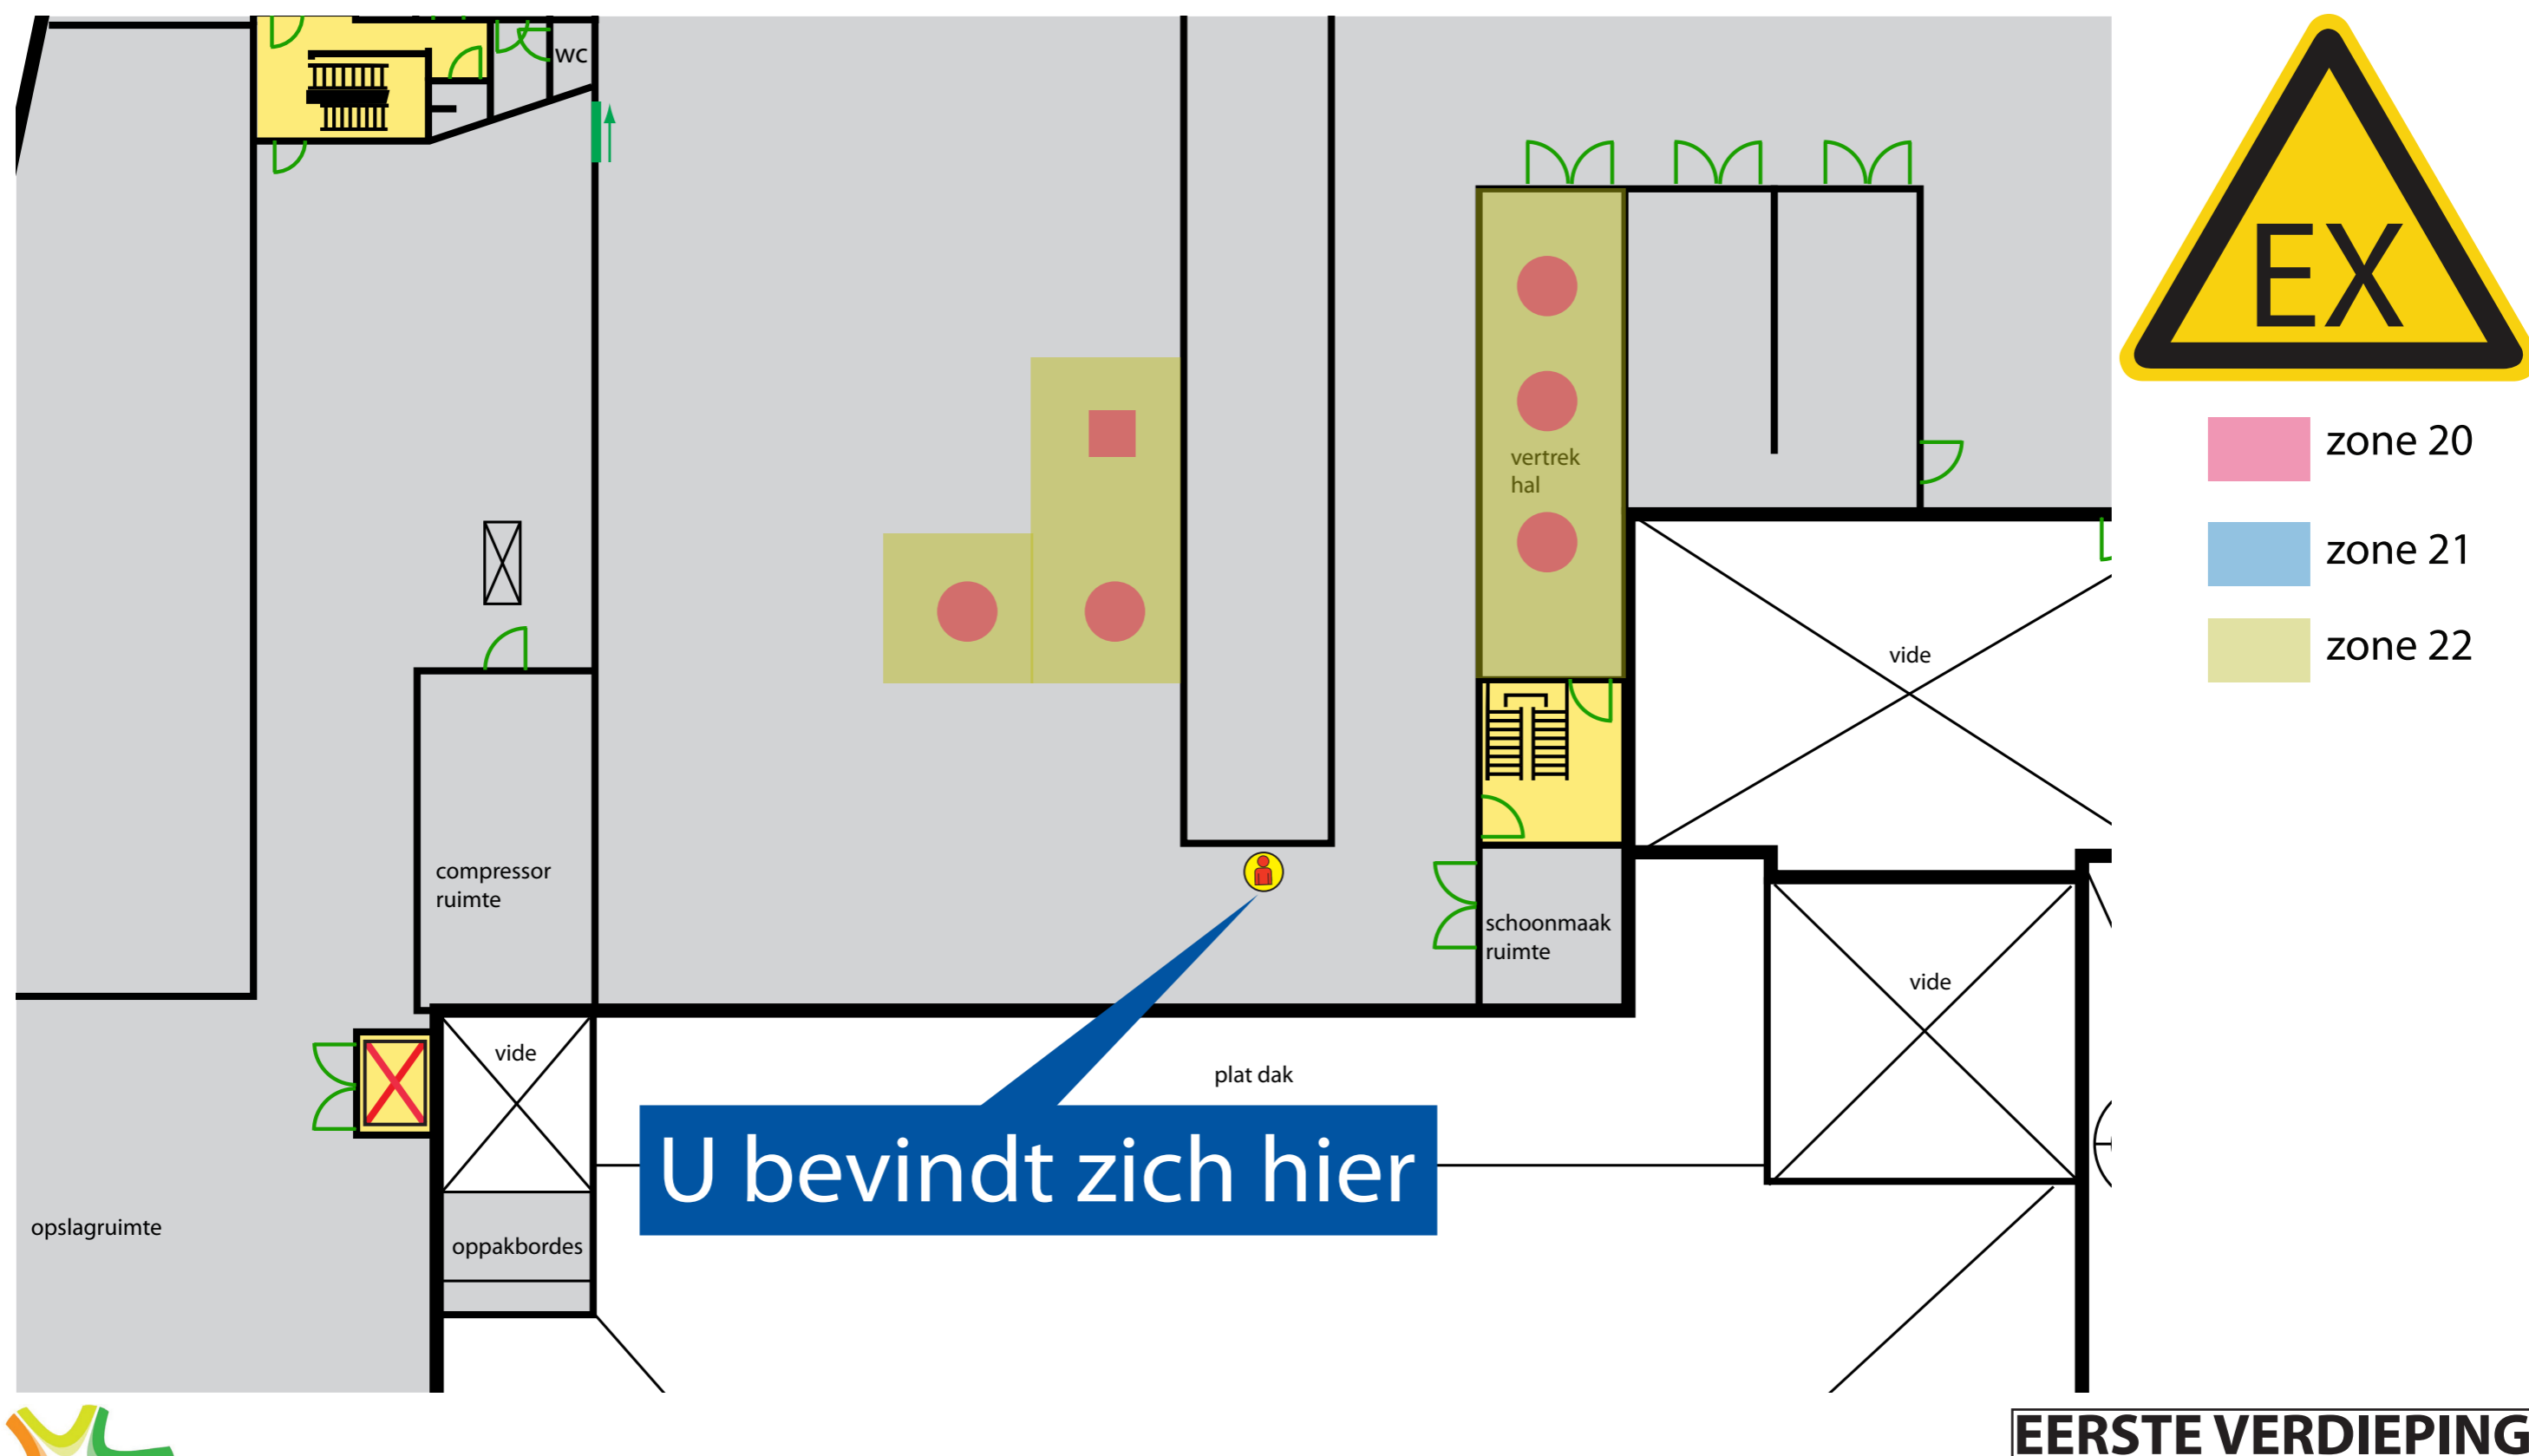 wc
EX
zone 20
zone 21
zone 22
vertrek
hal
vide
compressor
ruimte
schoonmaak
ruimte
vide
vide
plat dak
U bevindt zich hier
opslagruimte
oppakbordes
EERSTE VERDIEPING